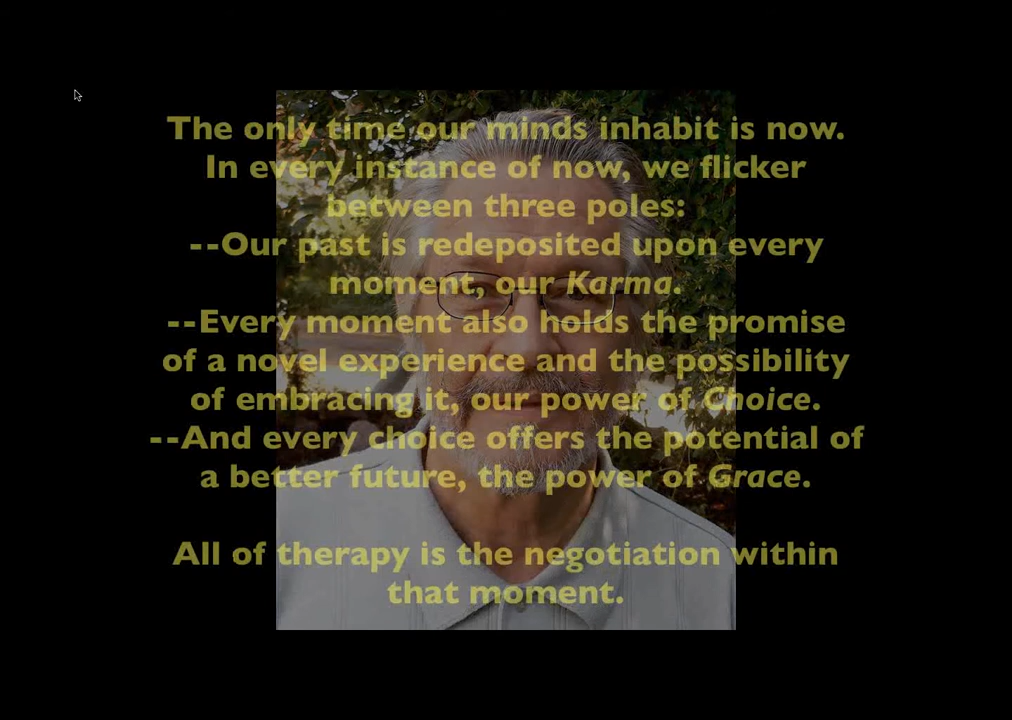 The only time our minds inhabit is now.
In every instance of now, we flicker
between three poles:
--Our past is redeposited upon every
moment, our Karma.
--Every moment also holds the promise
of a novel experience and the possibility
of embracing it, our power of Choice.
--And every choice offers the potential of
a better future, the power of Grace.
All of therapy is the negotiation within
that moment.